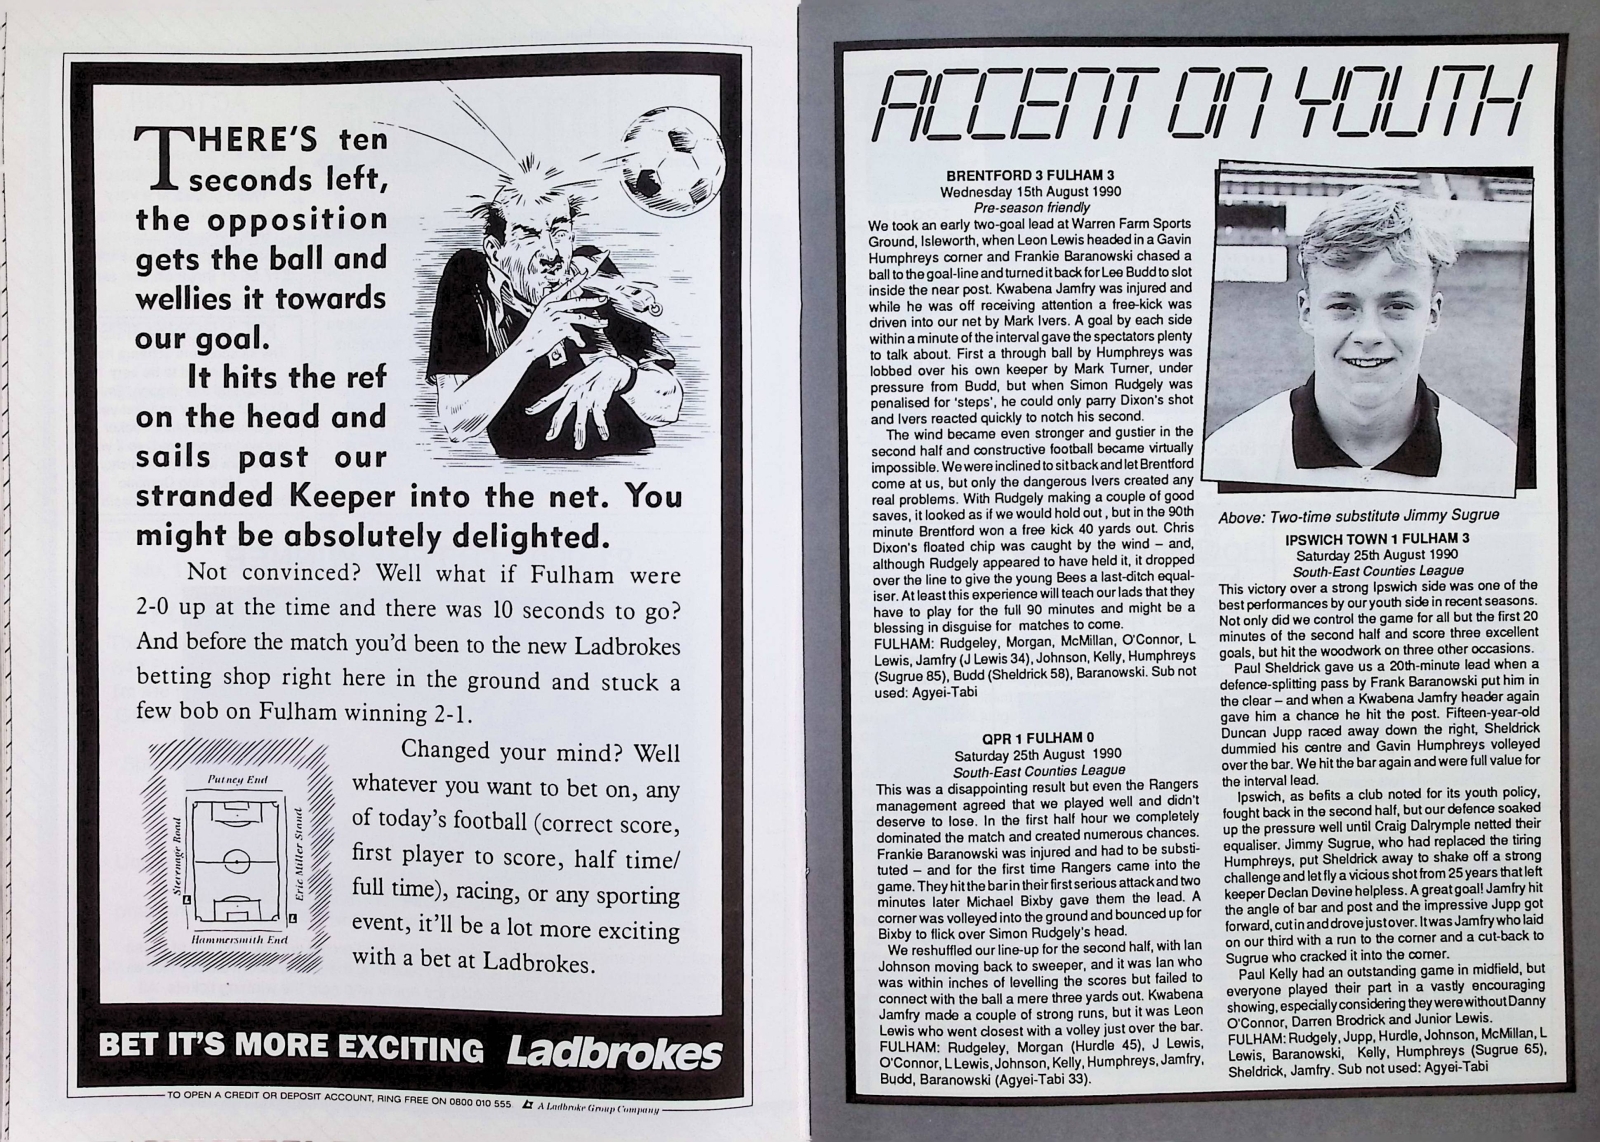 THERE'S ten
seconds left,
the opposition
gets the ball and
wellies it towards
our goal.
It hits the ref
on the head and
sails past our
stranded Keeper into the net. You
might be absolutely delighted.
Not convinced? Well what if Fulham were
2-0 up at the time and there was 10 seconds to go?
And before the match you'd been to the new Ladbrokes
betting shop right here in the ground and stuck a
few bob on Fulham winning 2-1.
Changed your mind? Well
whatever you want to bet on, any
of today's football (correct score,
first player to score, half time/
full time), racing, or any sporting
event, it'll be a lot more exciting
with a bet at Ladbrokes.
Putney End
Stevenage Road
Eric Miller Stand
Hammersmith End
BET IT'S MORE EXCITING Ladbrokes
TO OPEN A CREDIT OR DEPOSIT ACCOUNT, RING FREE ON 0800 010 555. A Ladbroke Group Company
ACCENT ON YOUTH
BRENTFORD 3 FULHAM 3
Wednesday 15th August 1990
Pre-season friendly
We took an early two-goal lead at Warren Farm Sports
Ground, Isleworth, when Leon Lewis headed in a Gavin
Humphreys corner and Frankie Baranowski chased a
ball to the goal-line and turned it back for Lee Budd to slot
inside the near post. Kwabena Jamfry was injured and
while he was off receiving attention a free-kick was
driven into our net by Mark Ivers. A goal by each side
within a minute of the interval gave the spectators plenty
to talk about. First a through ball by Humphreys was
lobbed over his own keeper by Mark Turner, under
pressure from Budd, but when Simon Rudgely was
penalised for 'steps', he could only parry Dixon's shot
and Ivers reacted quickly to notch his second.
The wind became even stronger and gustier in the
second half and constructive football became virtually
impossible. We were inclined to sit back and let Brentford
come at us, but only the dangerous Ivers created any
real problems. With Rudgely making a couple of good
saves, it looked as if we would hold out, but in the 90th
minute Brentford won a free kick 40 yards out. Chris
Dixon's floated chip was caught by the wind – and,
although Rudgely appeared to have held it, it dropped
over the line to give the young Bees a last-ditch equal-
iser. At least this experience will teach our lads that they
have to play for the full 90 minutes and might be a
blessing in disguise for matches to come.
FULHAM: Rudgeley, Morgan, McMillan, O'Connor, L
Lewis, Jamfry (J Lewis 34), Johnson, Kelly, Humphreys
(Sugrue 85), Budd (Sheldrick 58), Baranowski. Sub not
used: Agyei-Tabi
QPR 1 FULHAM 0
Saturday 25th August 1990
South-East Counties League
This was a disappointing result but even the Rangers
management agreed that we played well and didn't
deserve to lose. In the first half hour we completely
dominated the match and created numerous chances.
Frankie Baranowski was injured and had to be substi-
tuted – and for the first time Rangers came into the
game. They hit the bar in their first serious attack and two
minutes later Michael Bixby gave them the lead. A
corner was volleyed into the ground and bounced up for
Bixby to flick over Simon Rudgely's head.
We reshuffled our line-up for the second half, with Ian
Johnson moving back to sweeper, and it was Ian who
was within inches of levelling the scores but failed to
connect with the ball a mere three yards out. Kwabena
Jamfry made a couple of strong runs, but it was Leon
Lewis who went closest with a volley just over the bar.
FULHAM: Rudgeley, Morgan (Hurdle 45), J Lewis,
O'Connor, L Lewis, Johnson, Kelly, Humphreys, Jamfry,
Budd, Baranowski (Agyei-Tabi 33).
Above: Two-time substitute Jimmy Sugrue
IPSWICH TOWN 1 FULHAM 3
Saturday 25th August 1990
South-East Counties League
This victory over a strong Ipswich side was one of the
best performances by our youth side in recent seasons.
Not only did we control the game for all but the first 20
minutes of the second half and score three excellent
goals, but hit the woodwork on three other occasions.
Paul Sheldrick gave us a 20th-minute lead when a
defence-splitting pass by Frank Baranowski put him in
the clear – and when a Kwabena Jamfry header again
gave him a chance he hit the post. Fifteen-year-old
Duncan Jupp raced away down the right, Sheldrick
dummied his centre and Gavin Humphreys volleyed
over the bar. We hit the bar again and were full value for
the interval lead.
Ipswich, as befits a club noted for its youth policy,
fought back in the second half, but our defence soaked
up the pressure well until Craig Dalrymple netted their
equaliser. Jimmy Sugrue, who had replaced the tiring
Humphreys, put Sheldrick away to shake off a strong
challenge and let fly a vicious shot from 25 years that left
keeper Declan Devine helpless. A great goal! Jamfry hit
the angle of bar and post and the impressive Jupp got
forward, cut in and drove just over. It was Jamfry who laid
on our third with a run to the corner and a cut-back to
Sugrue who cracked it into the corner.
Paul Kelly had an outstanding game in midfield, but
everyone played their part in a vastly encouraging
showing, especially considering they were without Danny
O'Connor, Darren Brodrick and Junior Lewis.
FULHAM: Rudgely, Jupp, Hurdle, Johnson, McMillan, L
Lewis, Baranowski, Kelly, Humphreys (Sugrue 65),
Sheldrick, Jamfry. Sub not used: Agyei-Tabi